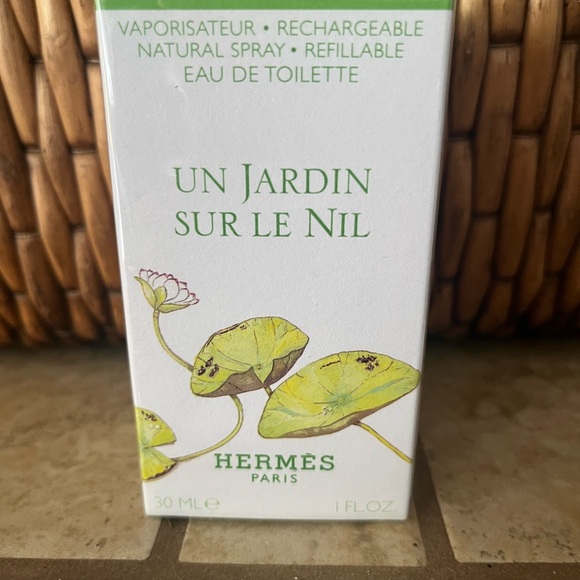 VAPORISATEUR • RECHARGEABLE
NATURAL SPRAY • REFILLABLE
EAU DE TOILETTE
UN JARDIN
SUR LE NIL
HERMÈS
PARIS
30 ML ℮ 1 FL.OZ